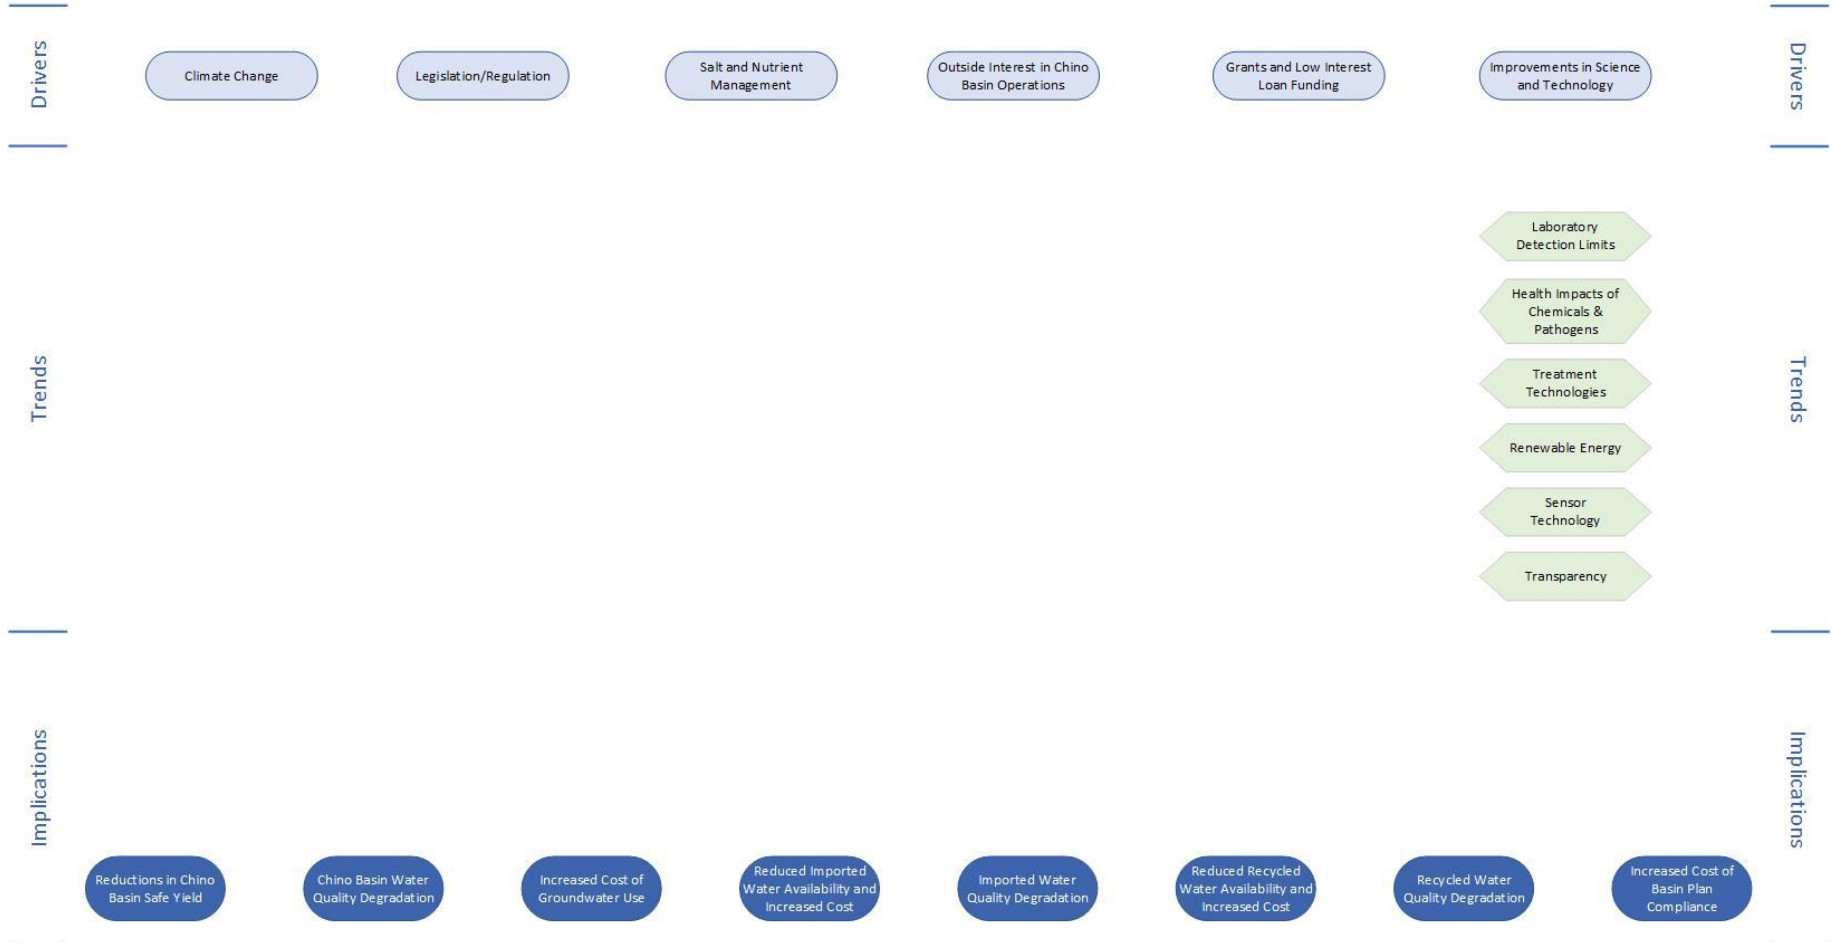 Drivers
Climate Change
Legislation/Regulation
Salt and Nutrient
Management
Outside Interest in Chino
Basin Operations
Grants and Low Interest
Loan Funding
Improvements in Science
and Technology
Drivers
Trends
Laboratory
Detection Limits
Health Impacts of
Chemicals &
Pathogens
Treatment
Technologies
Renewable Energy
Sensor
Technology
Transparency
Trends
Implications
Reductions in Chino
Basin Safe Yield
Chino Basin Water
Quality Degradation
Increased Cost of
Groundwater Use
Reduced Imported
Water Availability and
Increased Cost
Imported Water
Quality Degradation
Reduced Recycled
Water Availability and
Increased Cost
Recycled Water
Quality Degradation
Increased Cost of
Basin Plan
Compliance
Implications